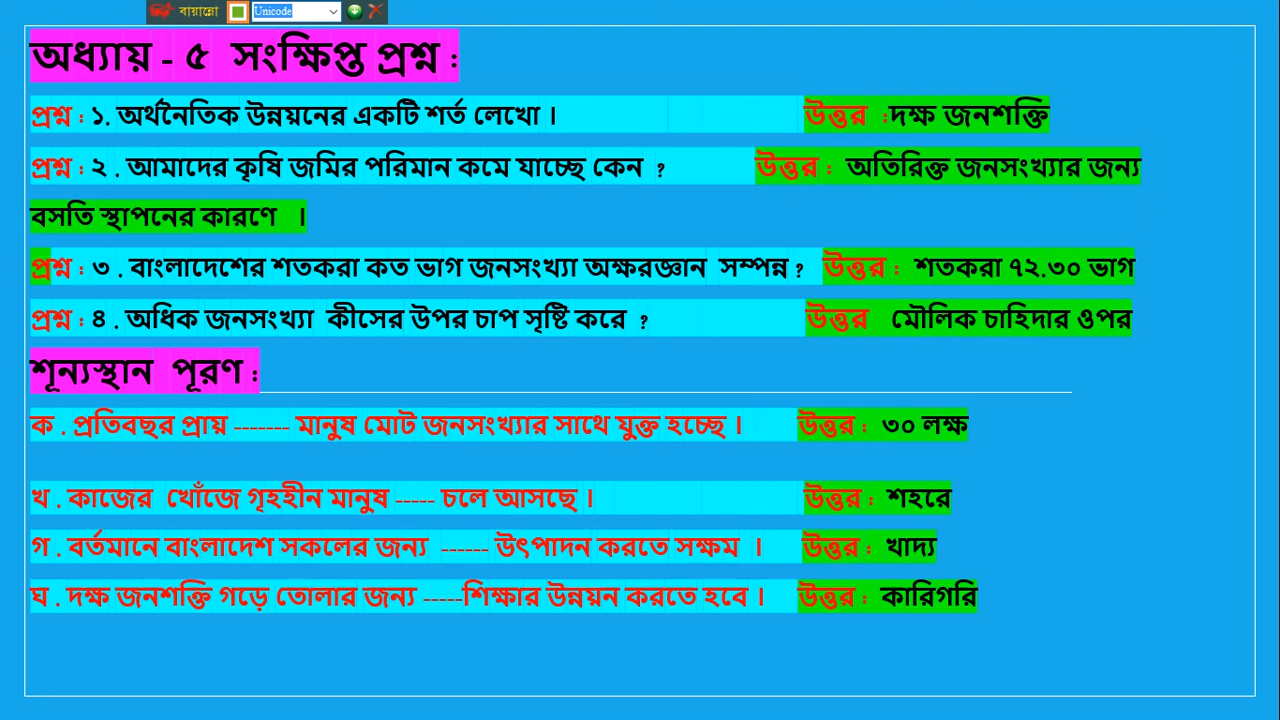 বায়ান্নো Unicode
অধ্যায় - ৫ সংক্ষিপ্ত প্রশ্ন :
প্রশ্ন : ১. অর্থনৈতিক উন্নয়নের একটি শর্ত লেখো । উত্তর :দক্ষ জনশক্তি
প্রশ্ন : ২ . আমাদের কৃষি জমির পরিমান কমে যাচ্ছে কেন ? উত্তর : অতিরিক্ত জনসংখ্যার জন্য
বসতি স্থাপনের কারণে ।
প্রশ্ন : ৩ . বাংলাদেশের শতকরা কত ভাগ জনসংখ্যা অক্ষরজ্ঞান সম্পন্ন ? উত্তর : শতকরা ৭২.৩০ ভাগ
প্রশ্ন : ৪ . অধিক জনসংখ্যা কীসের উপর চাপ সৃষ্টি করে ? উত্তর মৌলিক চাহিদার ওপর
শূন্যস্থান পূরণ :
ক . প্রতিবছর প্রায় ------- মানুষ মোট জনসংখ্যার সাথে যুক্ত হচ্ছে । উত্তর : ৩০ লক্ষ
খ . কাজের খোঁজে গৃহহীন মানুষ ----- চলে আসছে । উত্তর : শহরে
গ . বর্তমানে বাংলাদেশ সকলের জন্য ------ উৎপাদন করতে সক্ষম । উত্তর : খাদ্য
ঘ . দক্ষ জনশক্তি গড়ে তোলার জন্য -----শিক্ষার উন্নয়ন করতে হবে । উত্তর : কারিগরি